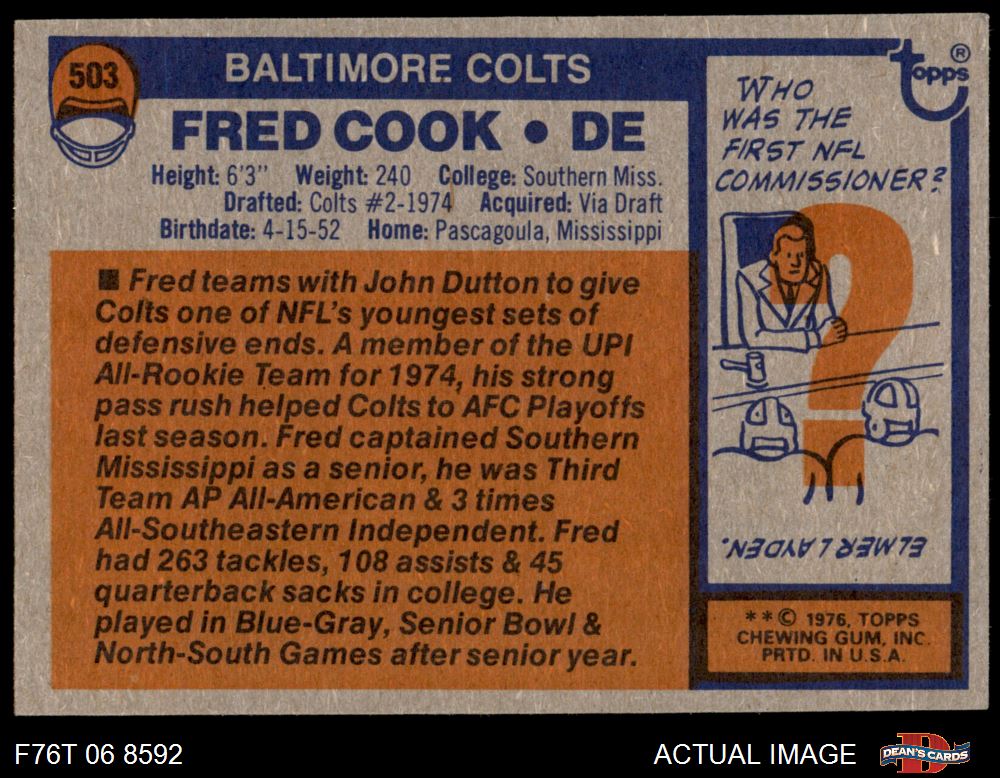 503
BALTIMORE COLTS
FRED COOK • DE
Height: 6'3" Weight: 240 College: Southern Miss.
Drafted: Colts #2-1974 Acquired: Via Draft
Birthdate: 4-15-52 Home: Pascagoula, Mississippi
■ Fred teams with John Dutton to give
Colts one of NFL's youngest sets of
defensive ends. A member of the UPI
All-Rookie Team for 1974, his strong
pass rush helped Colts to AFC Playoffs
last season. Fred captained Southern
Mississippi as a senior, he was Third
Team AP All-American & 3 times
All-Southeastern Independent. Fred
had 263 tackles, 108 assists & 45
quarterback sacks in college. He
played in Blue-Gray, Senior Bowl &
North-South Games after senior year.
topps®
WHO
WAS THE
FIRST NFL
COMMISSIONER?
?
ELMER LAYDEN.
**© 1976, TOPPS
CHEWING GUM, INC.
PRTD. IN U.S.A.
F76T 06 8592
ACTUAL IMAGE
DEAN'S CARDS